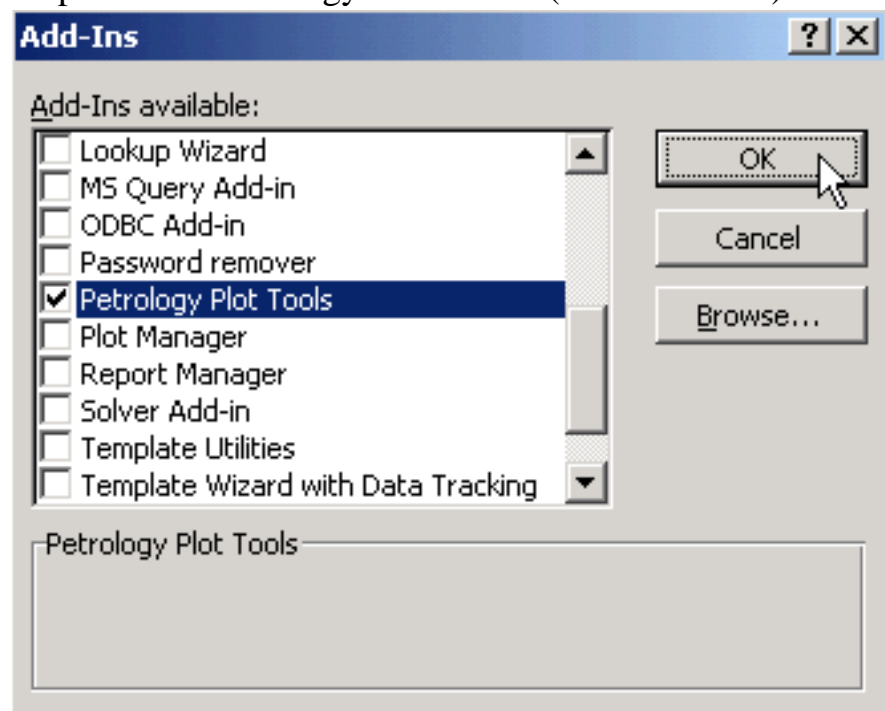 Add-Ins
Add-Ins available:
Lookup Wizard
MS Query Add-in
ODBC Add-in
Password remover
Petrology Plot Tools
Plot Manager
Report Manager
Solver Add-in
Template Utilities
Template Wizard with Data Tracking
OK
Cancel
Browse...
Petrology Plot Tools